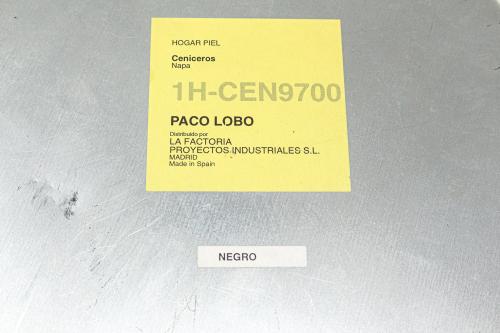 HOGAR PIEL
Ceniceros
Napa
1H-CEN9700
PACO LOBO
Distribuido por
LA FACTORIA
PROYECTOS INDUSTRIALES S.L.
MADRID
Made in Spain
NEGRO